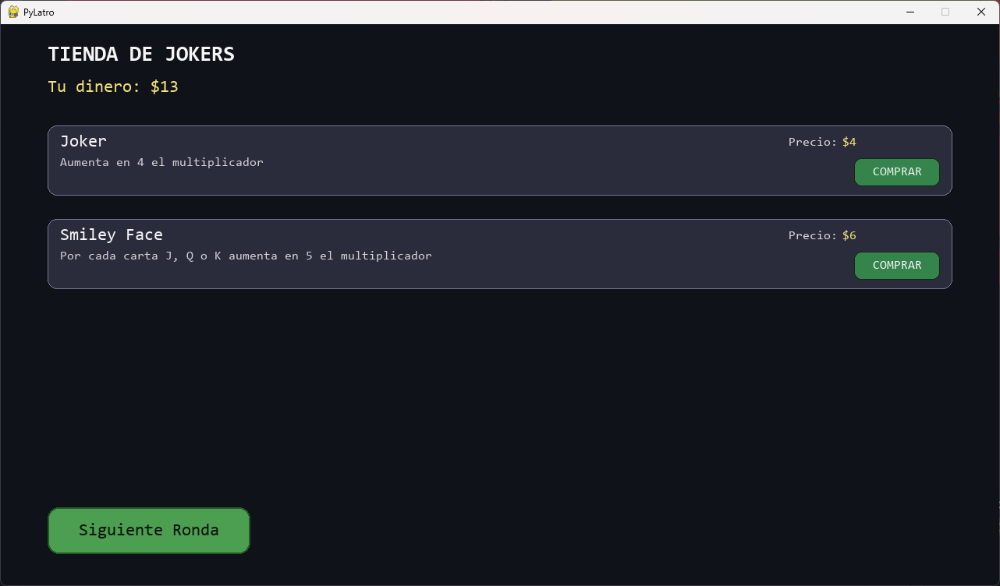 PyLatro
TIENDA DE JOKERS
Tu dinero: $13
Joker
Precio: $4
Aumenta en 4 el multiplicador
COMPRAR
Smiley Face
Precio: $6
Por cada carta J, Q o K aumenta en 5 el multiplicador
COMPRAR
Siguiente Ronda